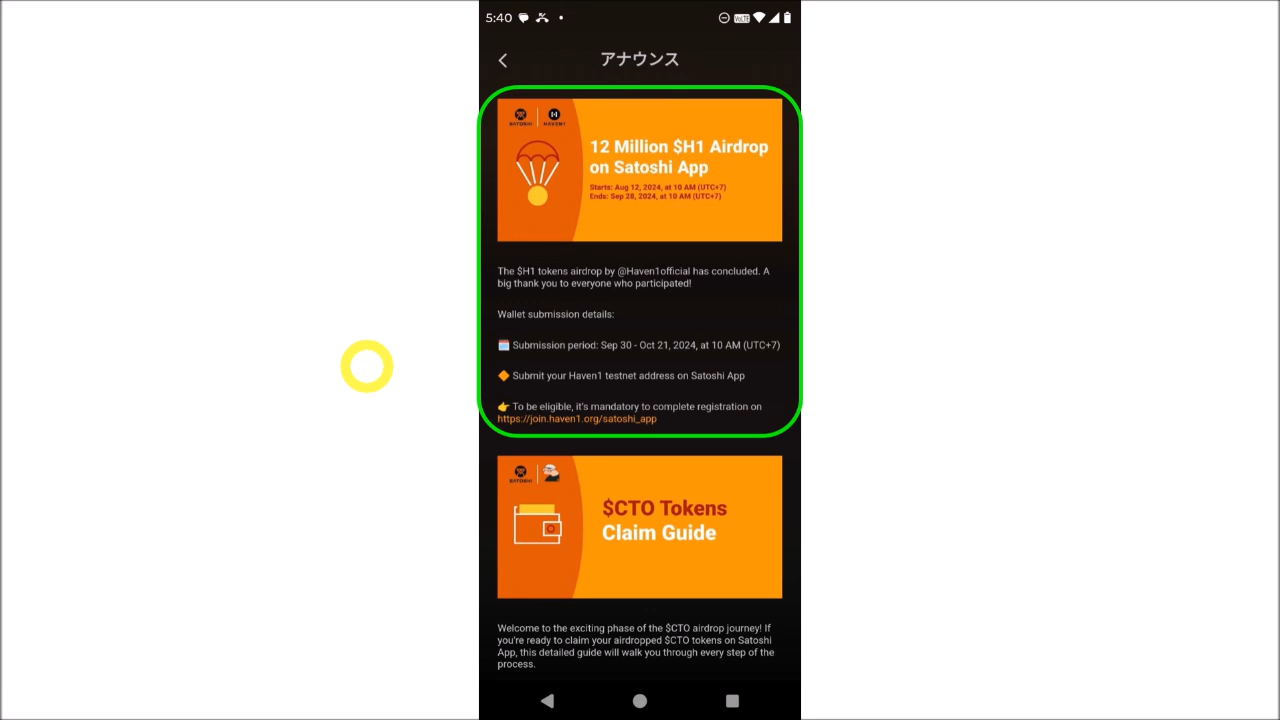 5:40
VoLTE
アナウンス
SATOSHI
HAVEN1
12 Million $H1 Airdrop
on Satoshi App
Starts: Aug 12, 2024, at 10 AM (UTC+7)
Ends: Sep 28, 2024, at 10 AM (UTC+7)
The $H1 tokens airdrop by @Haven1official has concluded. A
big thank you to everyone who participated!
Wallet submission details:
🗓️ Submission period: Sep 30 - Oct 21, 2024, at 10 AM (UTC+7)
🔶 Submit your Haven1 testnet address on Satoshi App
👉 To be eligible, it's mandatory to complete registration on
https://join.haven1.org/satoshi_app
SATOSHI
$CTO Tokens
Claim Guide
Welcome to the exciting phase of the $CTO airdrop journey! If
you're ready to claim your airdropped $CTO tokens on Satoshi
App, this detailed guide will walk you through every step of the
process.